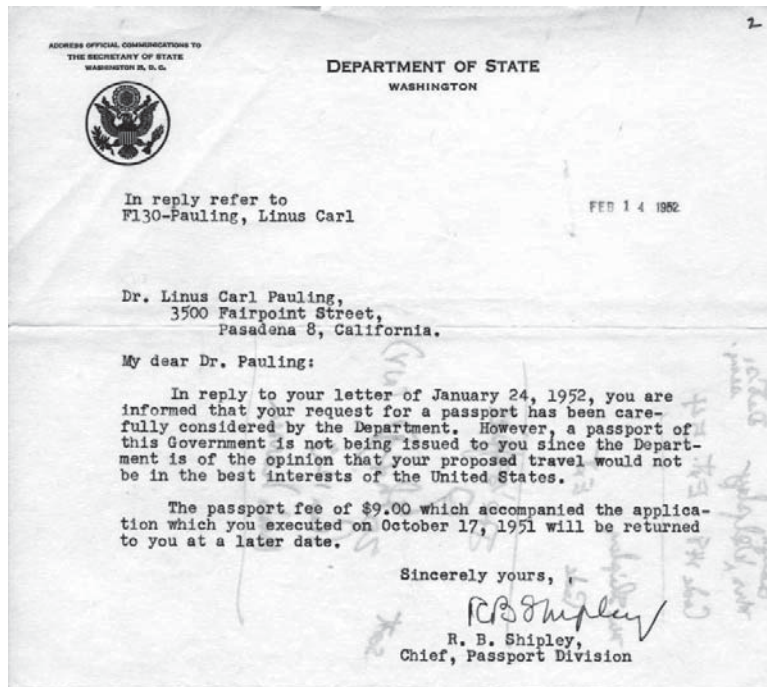 2
ADDRESS OFFICIAL COMMUNICATIONS TO
THE SECRETARY OF STATE
WASHINGTON 25, D. C.
DEPARTMENT OF STATE
WASHINGTON
In reply refer to
F130-Pauling, Linus Carl
FEB 14 1952
Dr. Linus Carl Pauling,
3500 Fairpoint Street,
Pasadena 8, California.
My dear Dr. Pauling:
In reply to your letter of January 24, 1952, you are
informed that your request for a passport has been care-
fully considered by the Department. However, a passport of
this Government is not being issued to you since the Depart-
ment is of the opinion that your proposed travel would not
be in the best interests of the United States.
The passport fee of $9.00 which accompanied the applica-
tion which you executed on October 17, 1951 will be returned
to you at a later date.
Sincerely yours,
R B Shipley
R. B. Shipley,
Chief, Passport Division